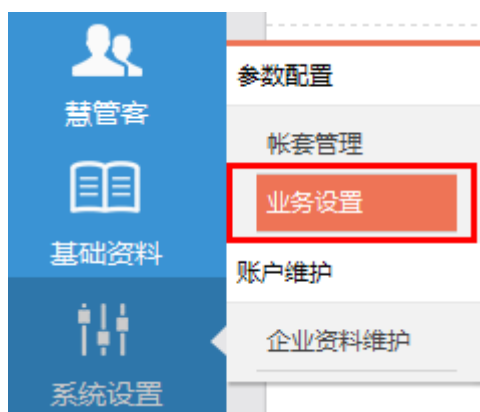 慧管客
基础资料
系统设置
参数配置
帐套管理
业务设置
账户维护
企业资料维护